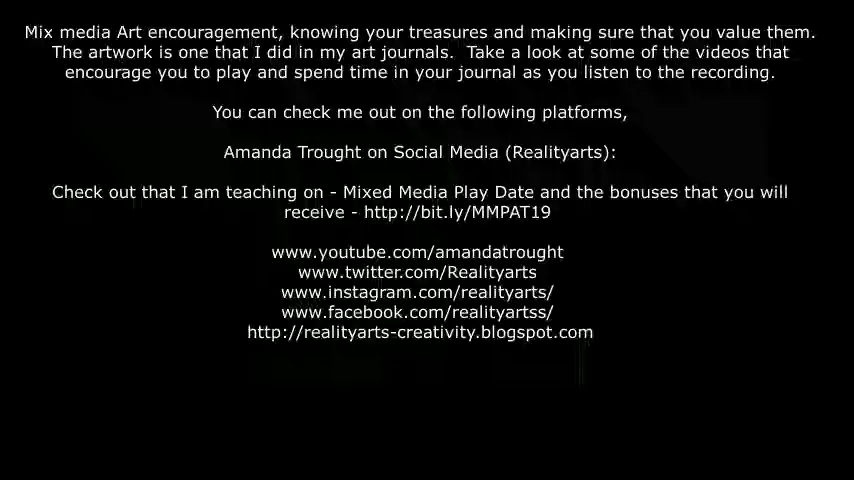 Mix media Art encouragement, knowing your treasures and making sure that you value them.
The artwork is one that I did in my art journals.  Take a look at some of the videos that
encourage you to play and spend time in your journal as you listen to the recording.
You can check me out on the following platforms,
Amanda Trought on Social Media (Realityarts):
Check out that I am teaching on - Mixed Media Play Date and the bonuses that you will
receive - http://bit.ly/MMPAT19
www.youtube.com/amandatrought
www.twitter.com/Realityarts
www.instagram.com/realityarts/
www.facebook.com/realityartss/
http://realityarts-creativity.blogspot.com